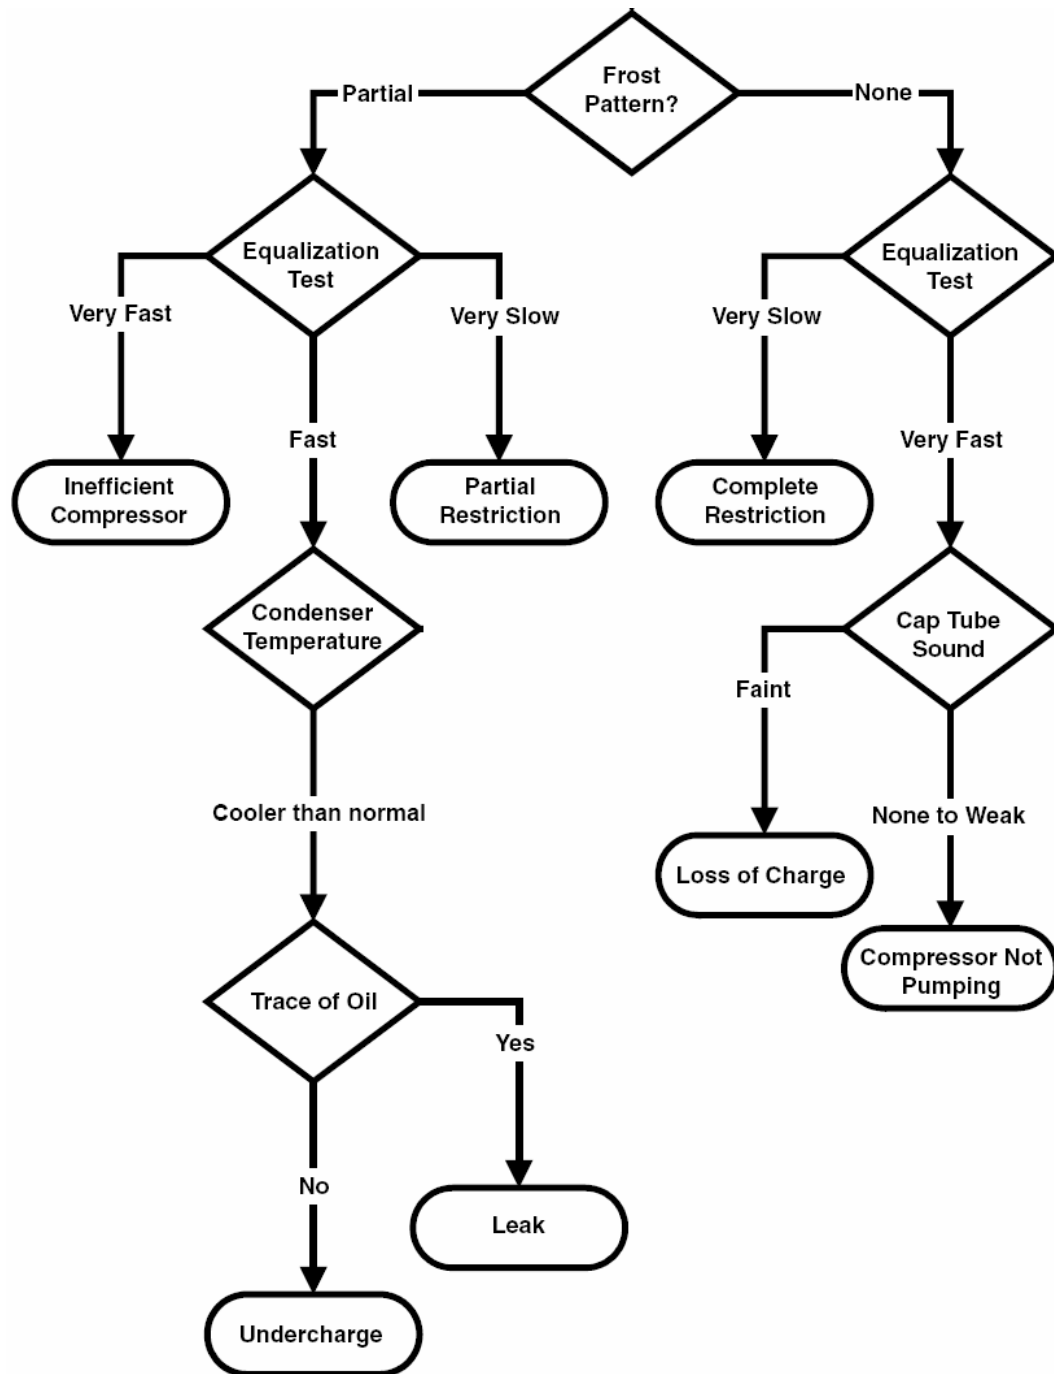 Frost
Pattern?
Partial
None
Equalization
Test
Equalization
Test
Very Fast
Very Slow
Very Slow
Fast
Very Fast
Inefficient
Compressor
Partial
Restriction
Complete
Restriction
Condenser
Temperature
Cap Tube
Sound
Faint
Cooler than normal
None to Weak
Loss of Charge
Compressor Not
Pumping
Trace of Oil
Yes
No
Leak
Undercharge